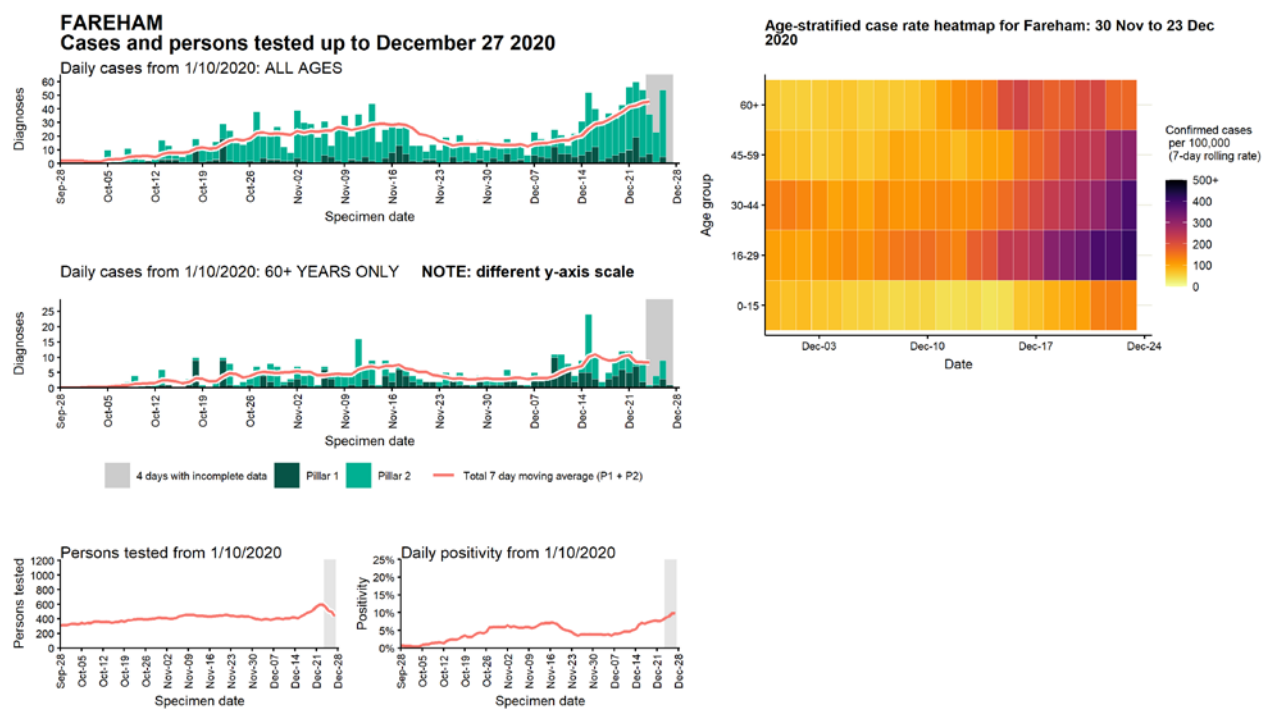 FAREHAM
Cases and persons tested up to December 27 2020
Daily cases from 1/10/2020: ALL AGES
Diagnoses
60
50
40
30
20
10
0
Sep-28
Oct-05
Oct-12
Oct-19
Oct-26
Nov-02
Nov-09
Nov-16
Nov-23
Nov-30
Dec-07
Dec-14
Dec-21
Dec-28
Specimen date
Daily cases from 1/10/2020: 60+ YEARS ONLY NOTE: different y-axis scale
Diagnoses
25
20
15
10
5
0
Sep-28
Oct-05
Oct-12
Oct-19
Oct-26
Nov-02
Nov-09
Nov-16
Nov-23
Nov-30
Dec-07
Dec-14
Dec-21
Dec-28
Specimen date
4 days with incomplete data Pillar 1 Pillar 2 Total 7 day moving average (P1 + P2)
Persons tested from 1/10/2020
Persons tested
1200
1000
800
600
400
200
0
Sep-28
Oct-05
Oct-12
Oct-19
Oct-26
Nov-02
Nov-09
Nov-16
Nov-23
Nov-30
Dec-07
Dec-14
Dec-21
Dec-28
Specimen date
Daily positivity from 1/10/2020
Positivity
25%
20%
15%
10%
5%
0%
Sep-28
Oct-05
Oct-12
Oct-19
Oct-26
Nov-02
Nov-09
Nov-16
Nov-23
Nov-30
Dec-07
Dec-14
Dec-21
Dec-28
Specimen date
Age-stratified case rate heatmap for Fareham: 30 Nov to 23 Dec
2020
Age group
60+
45-59
30-44
16-29
0-15
Dec-03
Dec-10
Dec-17
Dec-24
Date
Confirmed cases
per 100,000
(7-day rolling rate)
500+
400
300
200
100
0